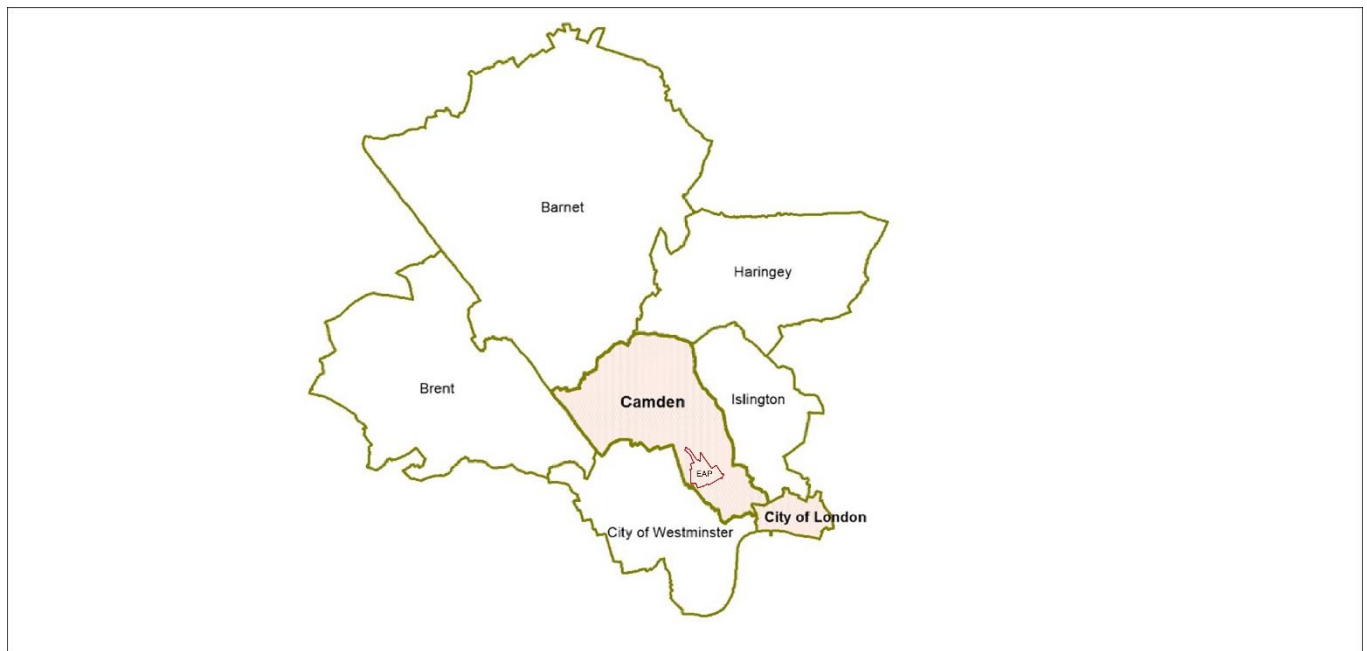 Barnet
Haringey
Brent
Camden
Islington
EAP
City of London
City of Westminster